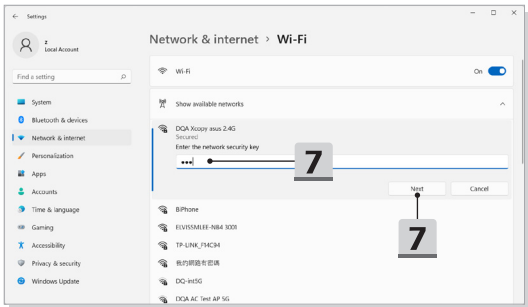 Settings
Network & internet > Wi-Fi
z
Local Account
Find a setting
System
Bluetooth & devices
Network & internet
Personalization
Apps
Accounts
Time & language
Gaming
Accessibility
Privacy & security
Windows Update
Wi-Fi
On
Show available networks
DQA Xcopy asus 2.4G
Secured
Enter the network security key
•••
7
Next
Cancel
7
BiPhone
ELVISSMLEE-N84 3001
TP-LINK_F14C94
我的網路有密碼
DQ-int5G
DQA AC Test AP 5G